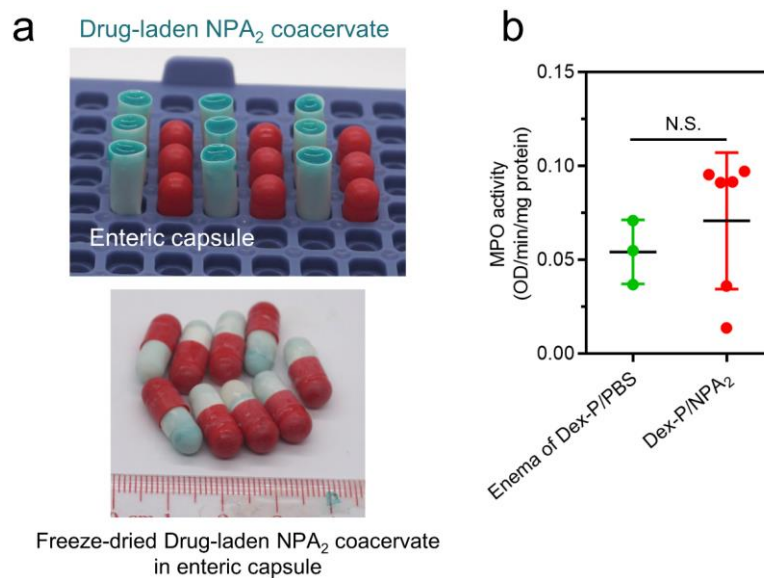 a
Drug-laden NPA₂ coacervate
Enteric capsule
Freeze-dried Drug-laden NPA₂ coacervate
in enteric capsule
b
0.15
0.10
0.05
0.00
MPO activity
(OD/min/mg protein)
N.S.
Enema of Dex-P/PBS
Dex-P/NPA₂